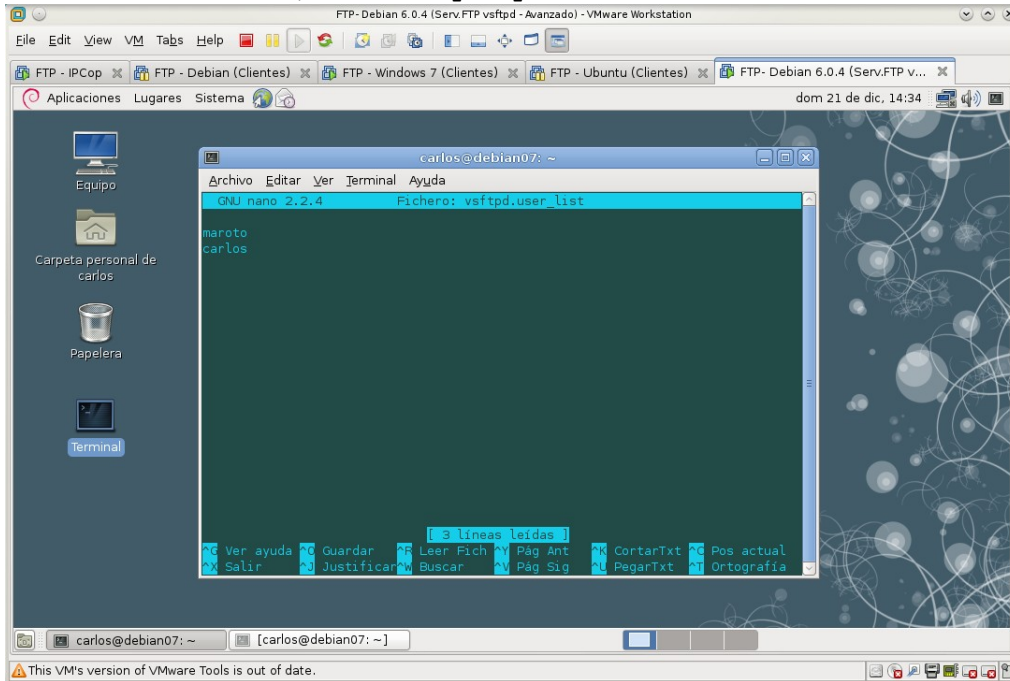 FTP- Debian 6.0.4 (Serv.FTP vsftpd - Avanzado) - VMware Workstation
File Edit View VM Tabs Help
FTP - IPCop FTP - Debian (Clientes) FTP - Windows 7 (Clientes) FTP - Ubuntu (Clientes) FTP- Debian 6.0.4 (Serv.FTP v...
Aplicaciones Lugares Sistema dom 21 de dic, 14:34
Equipo
Carpeta personal de
carlos
Papelera
Terminal
carlos@debian07: ~
Archivo Editar Ver Terminal Ayuda
GNU nano 2.2.4 Fichero: vsftpd.user_list
maroto
carlos
[ 3 líneas leídas ]
^G Ver ayuda ^O Guardar ^R Leer Fich ^Y Pág Ant ^K CortarTxt ^C Pos actual
^X Salir ^J Justificar ^W Buscar ^V Pág Sig ^U PegarTxt ^T Ortografía
carlos@debian07: ~ [carlos@debian07: ~]
This VM's version of VMware Tools is out of date.